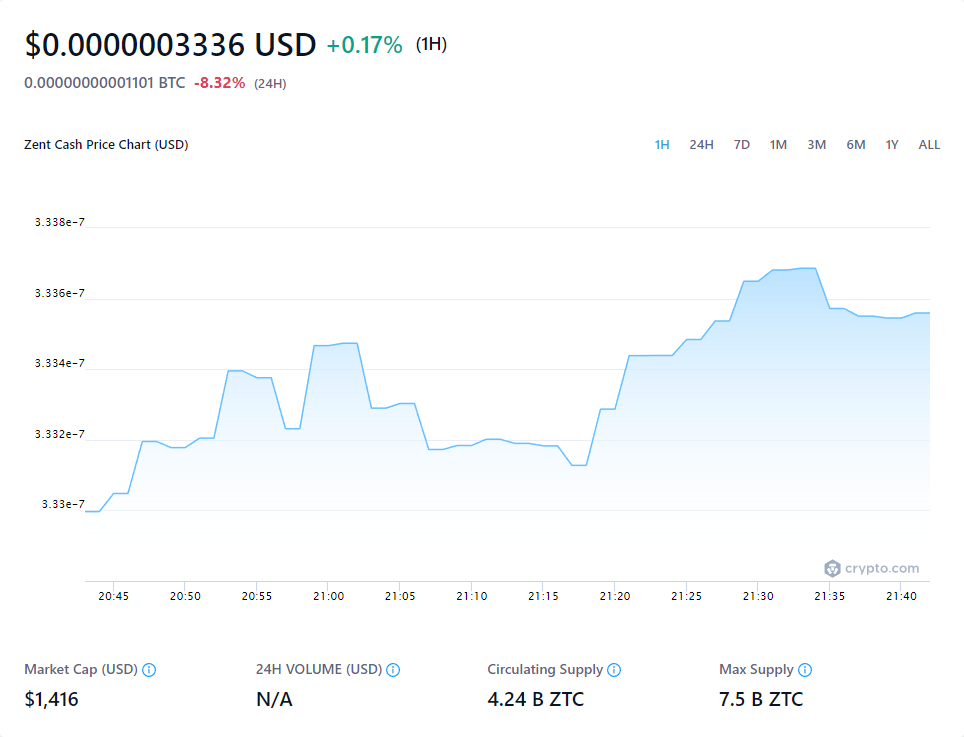 $0.0000003336 USD +0.17% (1H)
0.00000000001101 BTC -8.32% (24H)
Zent Cash Price Chart (USD) 1H 24H 7D 1M 3M 6M 1Y ALL
3.338e-7
3.336e-7
3.334e-7
3.332e-7
3.33e-7
crypto.com
20:45 20:50 20:55 21:00 21:05 21:10 21:15 21:20 21:25 21:30 21:35 21:40
Market Cap (USD) 24H VOLUME (USD) Circulating Supply Max Supply
$1,416 N/A 4.24 B ZTC 7.5 B ZTC